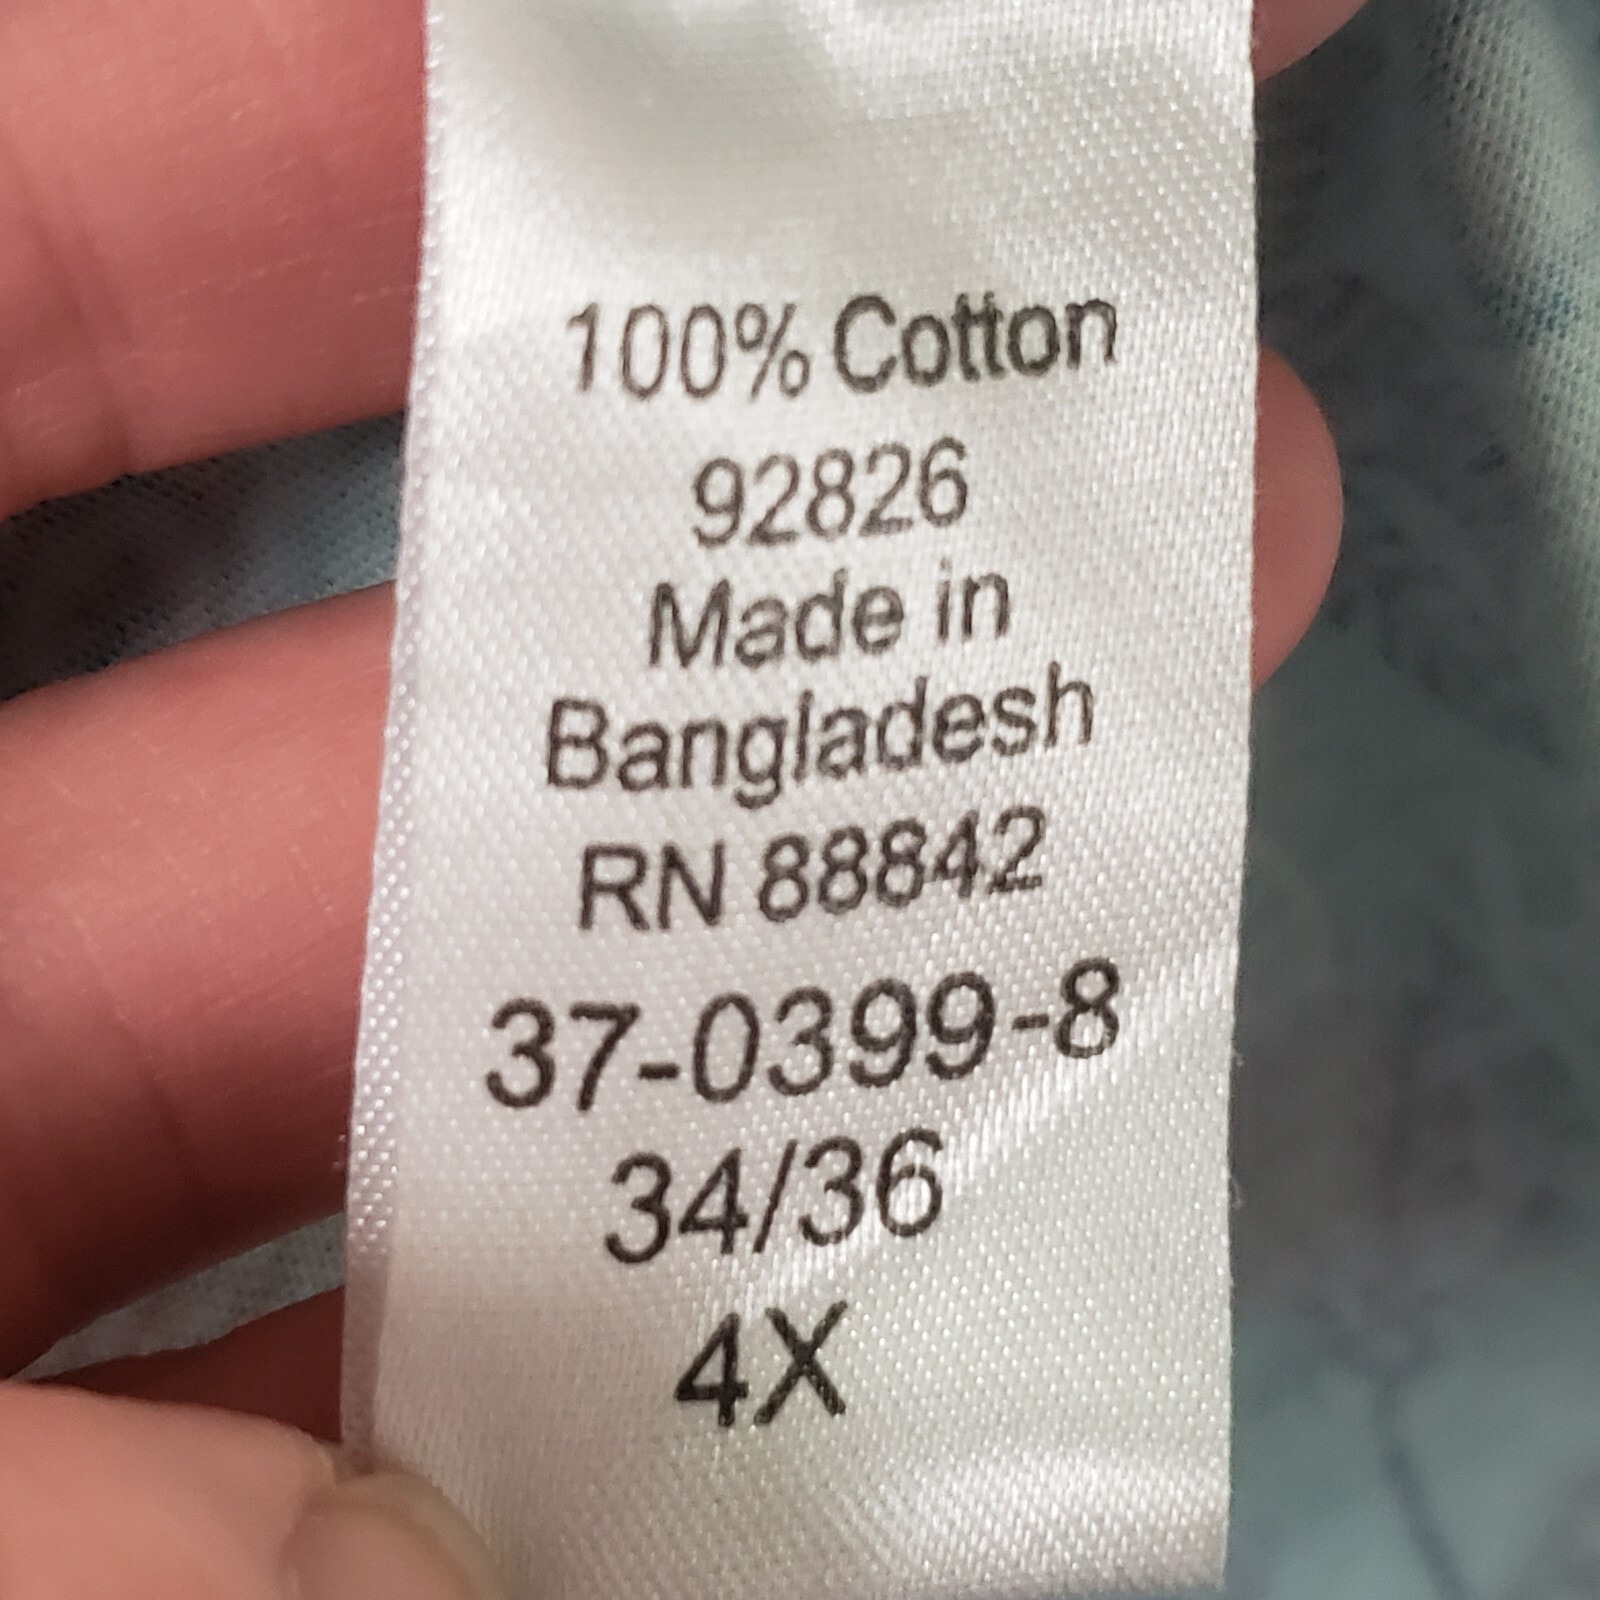 100% Cotton
92826
Made in
Bangladesh
RN 88842
37-0399-8
34/36
4X